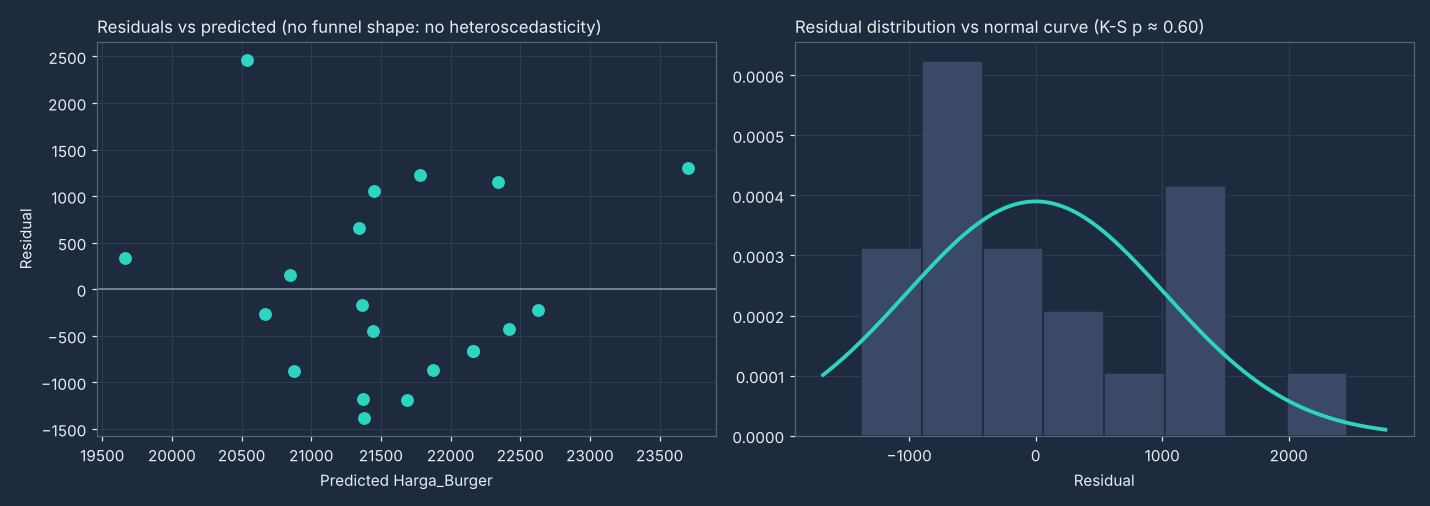 Residuals vs predicted (no funnel shape: no heteroscedasticity)
2500
2000
1500
1000
500
0
−500
−1000
−1500
Residual
19500 20000 20500 21000 21500 22000 22500 23000 23500
Predicted Harga_Burger
Residual distribution vs normal curve (K-S p ≈ 0.60)
0.0006
0.0005
0.0004
0.0003
0.0002
0.0001
0.0000
−1000 0 1000 2000
Residual